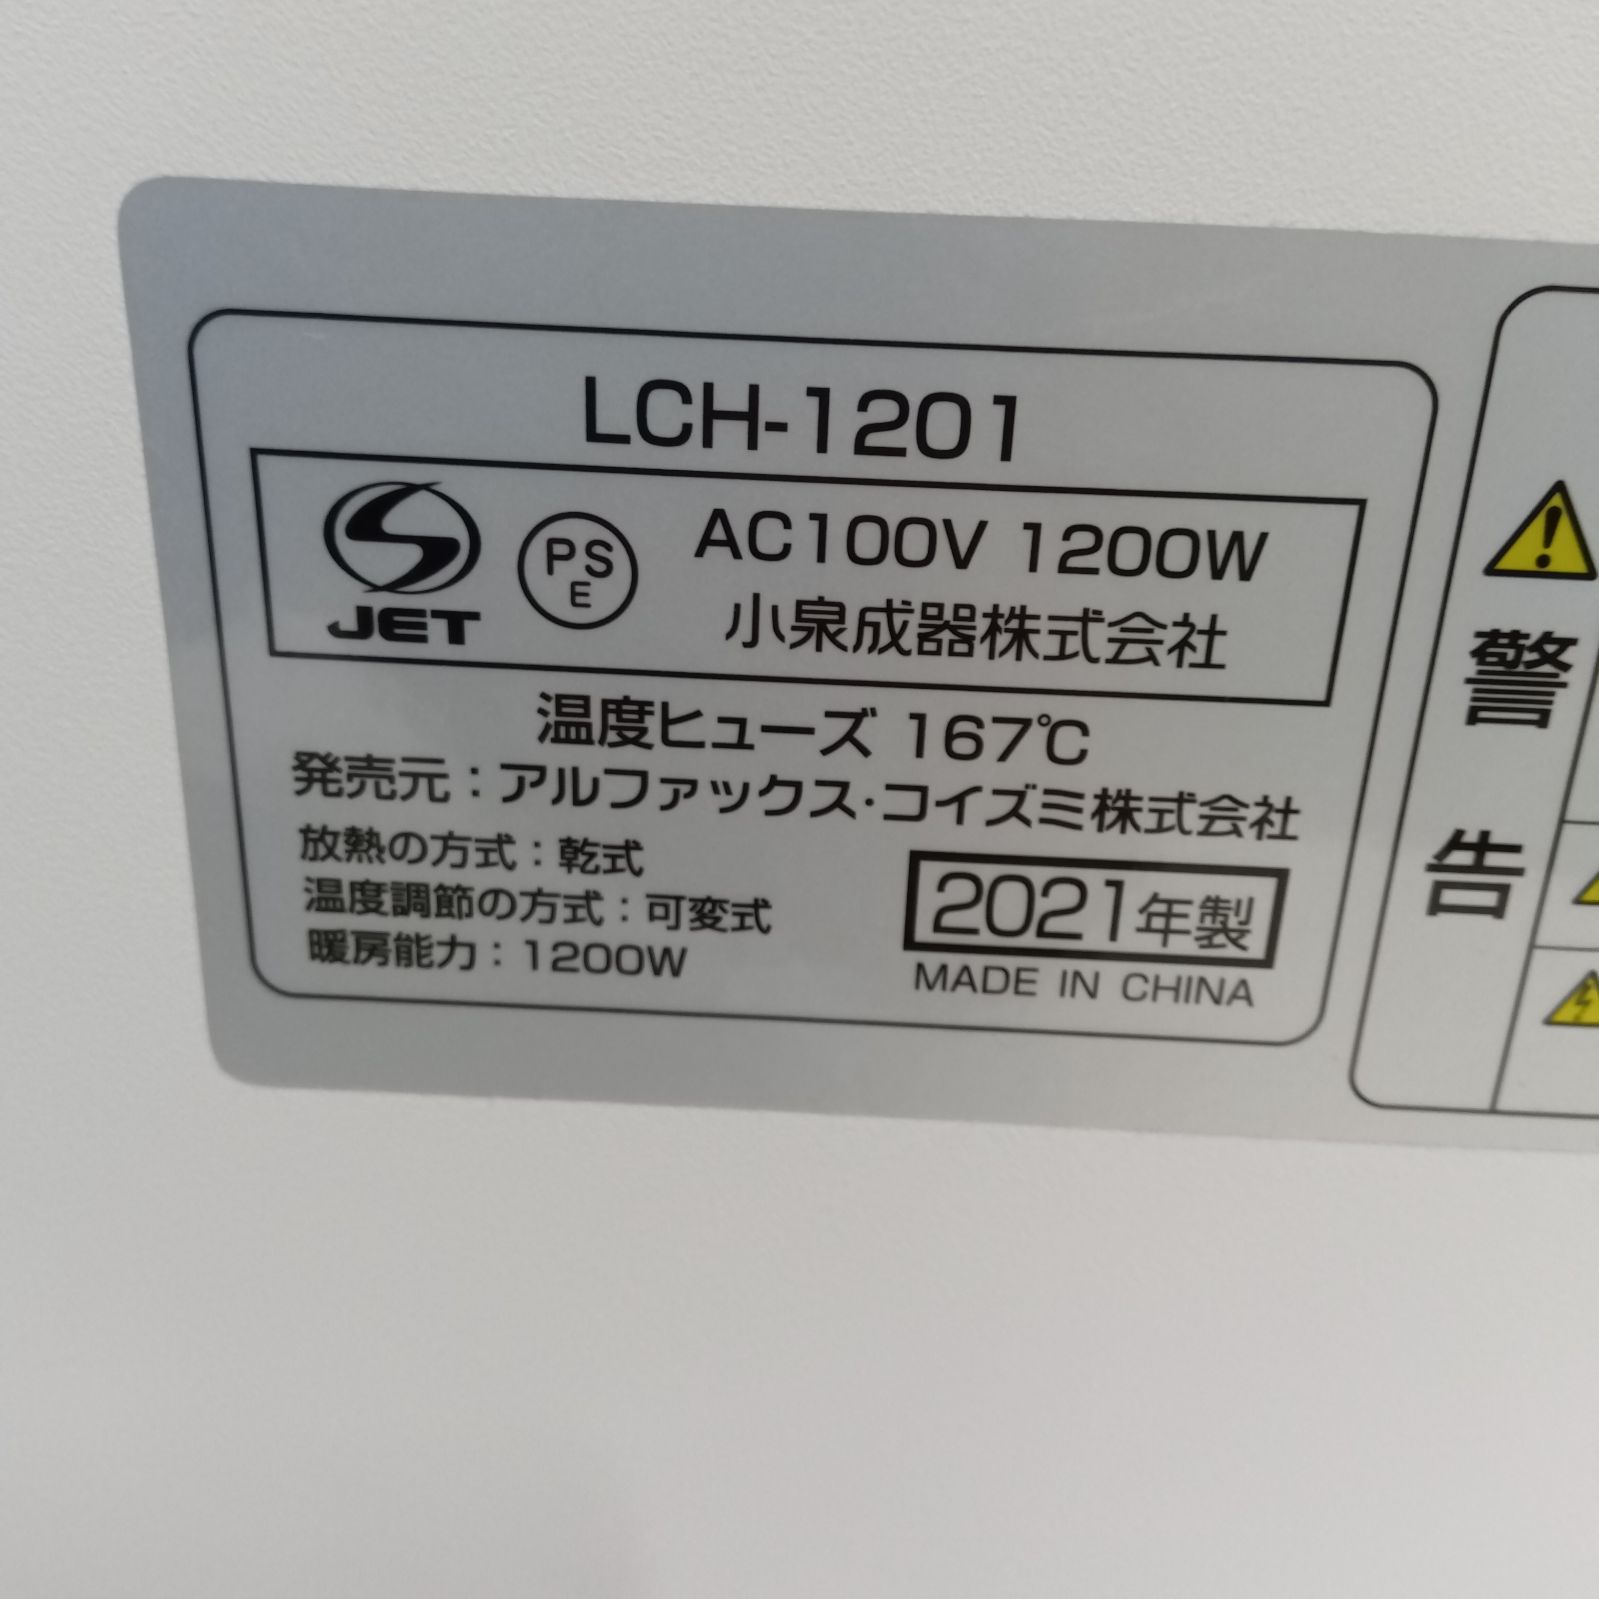 LCH-1201
JET
PS
E
AC100V 1200W
小泉成器株式会社
温度ヒューズ 167℃
発売元：アルファックス・コイズミ株式会社
放熱の方式：乾式
温度調節の方式：可変式
暖房能力：1200W
2021年製
MADE IN CHINA
警告